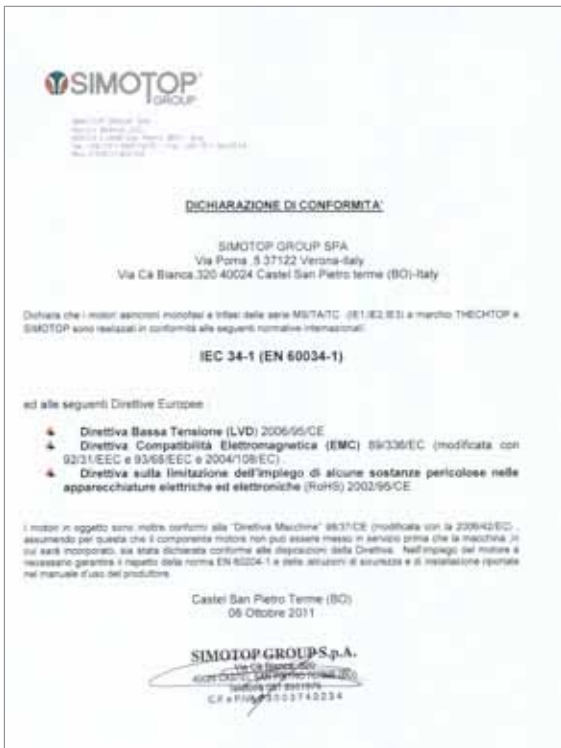 SIMOTOP
GROUP
DICHIARAZIONE DI CONFORMITA'
SIMOTOP GROUP SPA
Via Poma ,5 37122 Verona-Italy
Via Cà Bianca,320 40024 Castel San Pietro terme (BO)-Italy
Dichiara che i motori asincroni monofasi e trifasi della serie MS/TA/TC (IE1/IE2/IE3) a marchio THECHTOP e
SIMOTOP sono realizzati in conformità alle seguenti normative internazionali:
IEC 34-1 (EN 60034-1)
ed alle seguenti Direttive Europee :
Direttiva Bassa Tensione (LVD) 2006/95/CE
Direttiva Compatibilità Elettromagnetica (EMC) 89/336/EC (modificata con
92/31/EEC e 93/68/EEC e 2004/108/EC)
Direttiva sulla limitazione dell'impiego di alcune sostanze pericolose nelle
apparecchiature elettriche ed elettroniche (RoHS) 2002/95/CE
I motori in oggetto sono inoltre conformi alla "Direttiva Macchine" 98/37/CE (modificata con la 2006/42/EC) ,
assumendo per questa che il componente motore non può essere messo in servizio prima che la macchina ,in
cui sarà incorporato, sia stata dichiarata conforme alle disposizioni della Direttiva. Nell'impiego del motore è
necessario garantire il rispetto della norma EN 60204-1 e delle istruzioni di sicurezza e di installazione riportate
nel manuale d'uso del produttore.
Castel San Pietro Terme (BO)
06 Ottobre 2011
SIMOTOP GROUP S.p.A.
Via Cà Bianca, 320